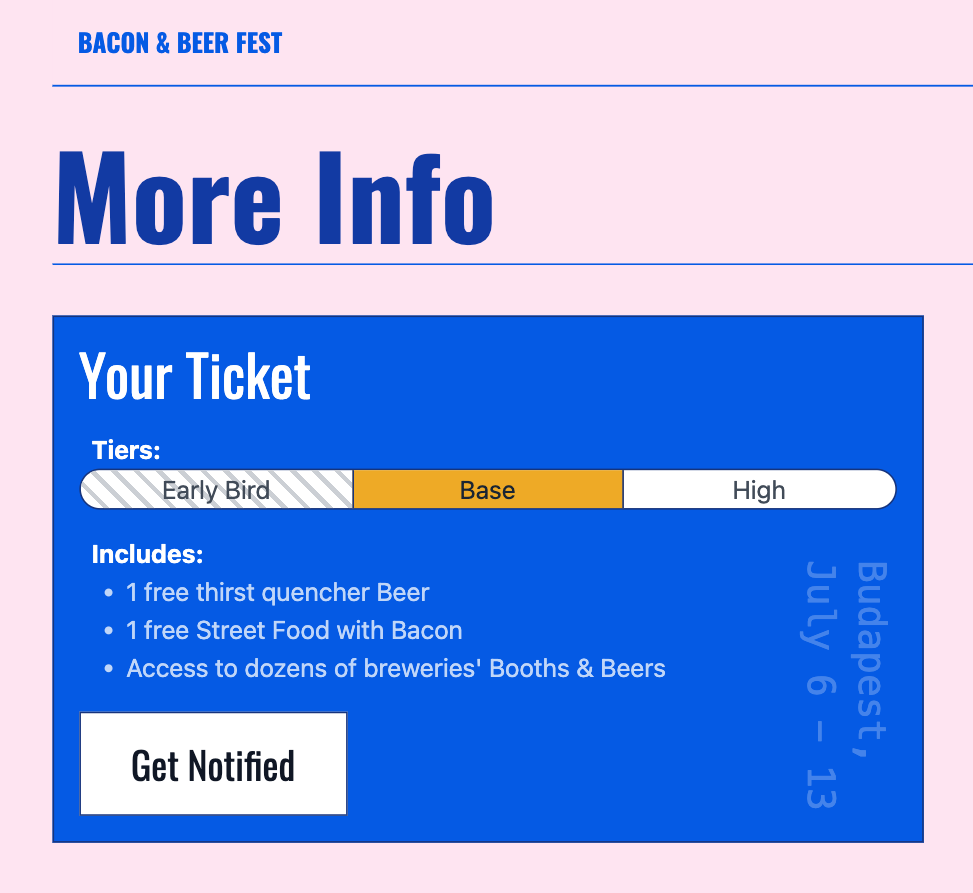 BACON & BEER FEST
More Info
Your Ticket
Tiers:
Early Bird
Base
High
Includes:
• 1 free thirst quencher Beer
• 1 free Street Food with Bacon
• Access to dozens of breweries' Booths & Beers
Get Notified
Budapest,
July 6 – 13